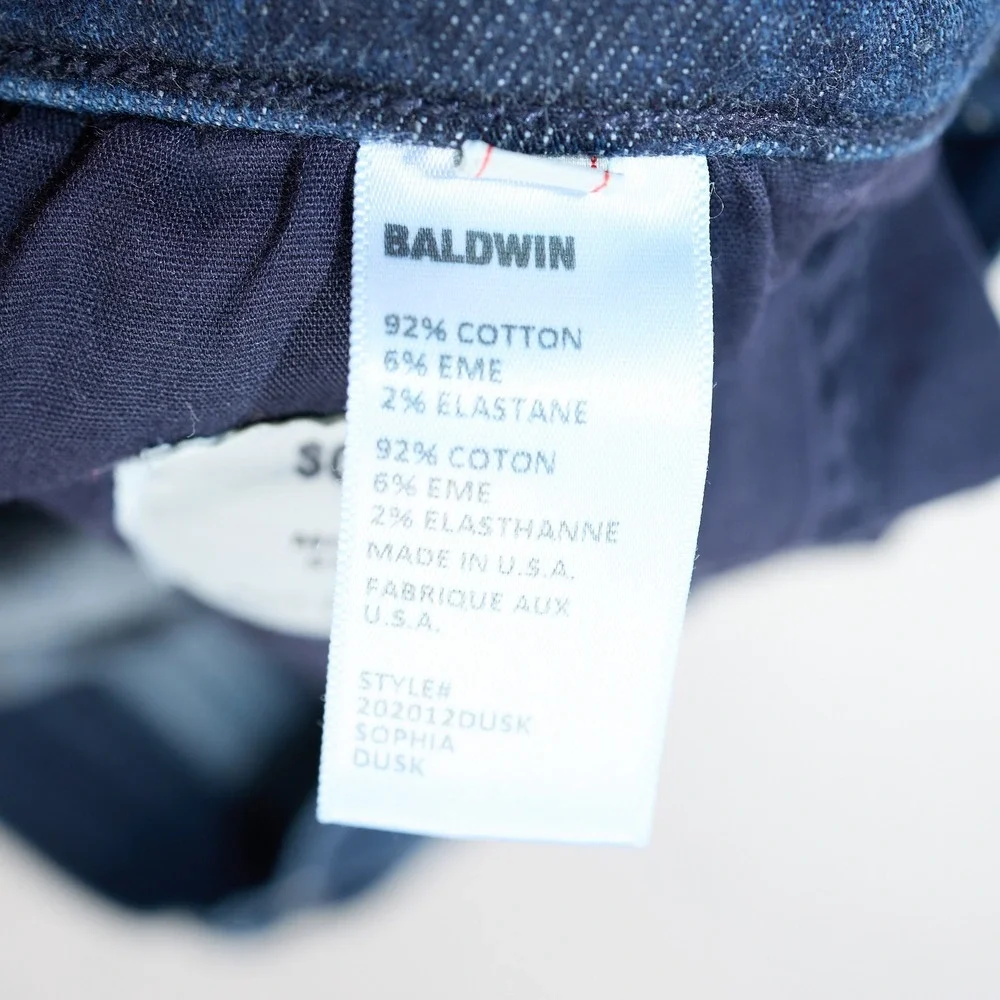 BALDWIN
92% COTTON
6% EME
2% ELASTANE
92% COTON
6% EME
2% ELASTHANNE
MADE IN U.S.A.
FABRIQUE AUX
U.S.A.
STYLE#
202012DUSK
SOPHIA
DUSK